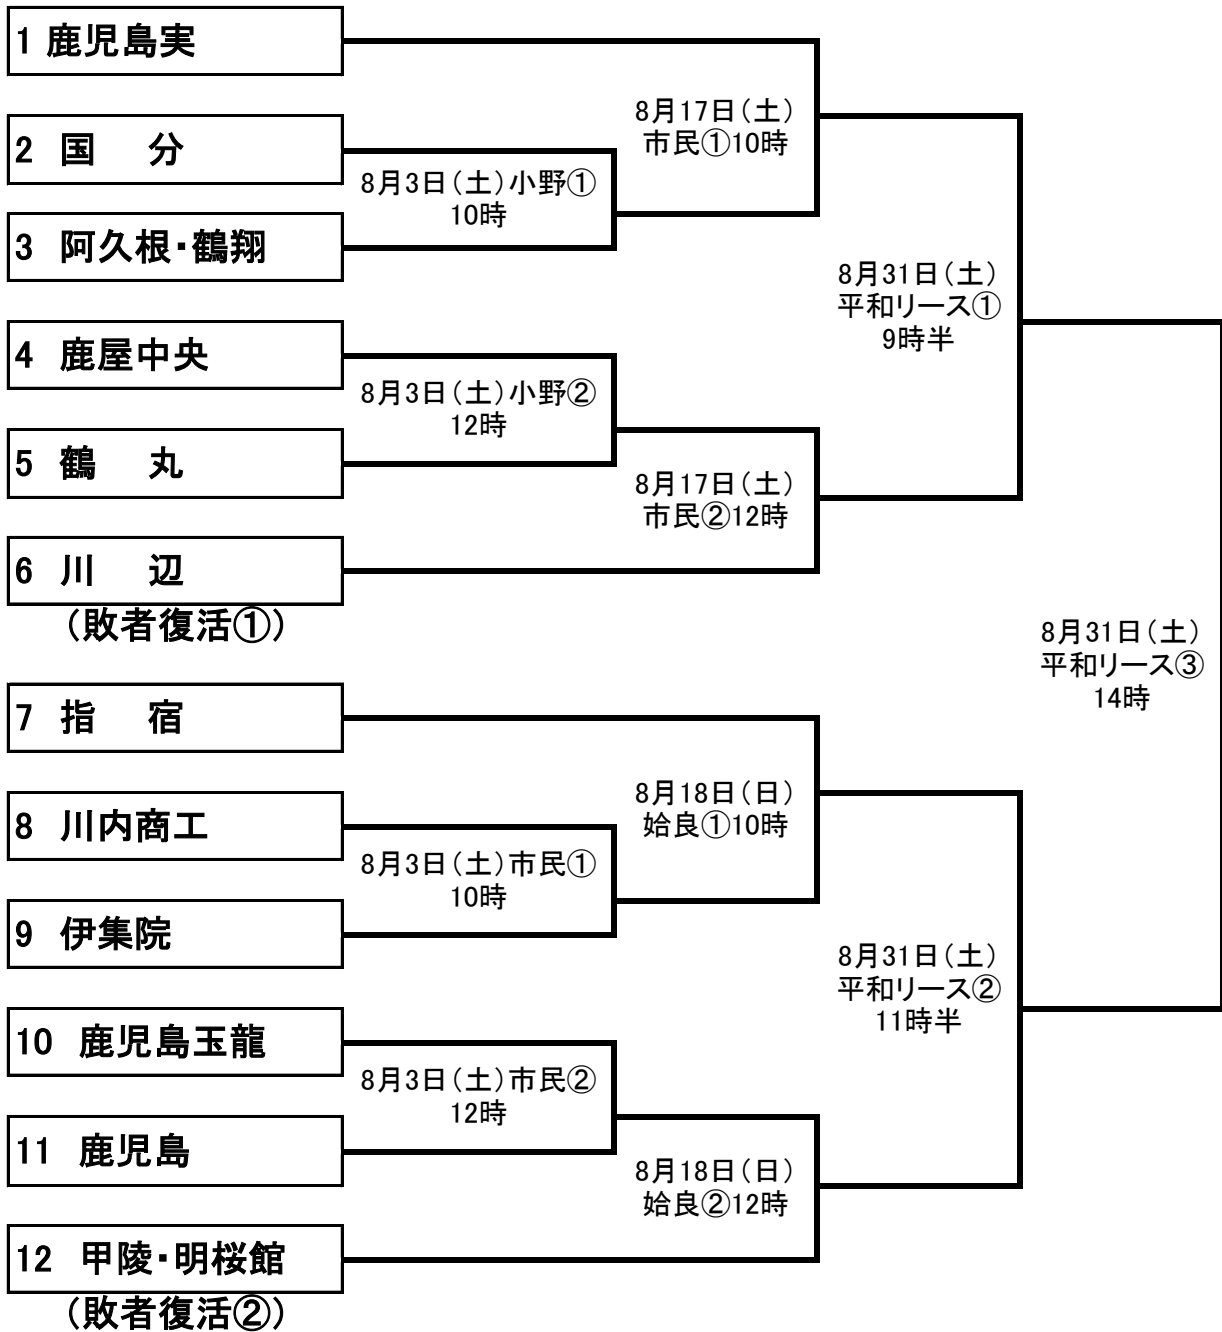 1 鹿児島実
8月17日(土)
市民①10時
2 国　分
8月3日(土)小野①
10時
3 阿久根・鶴翔
8月31日(土)
平和リース①
9時半
4 鹿屋中央
8月3日(土)小野②
12時
5 鶴　丸
8月17日(土)
市民②12時
6 川　辺
(敗者復活①)
8月31日(土)
平和リース③
14時
7 指　宿
8月18日(日)
姶良①10時
8 川内商工
8月3日(土)市民①
10時
9 伊集院
8月31日(土)
平和リース②
11時半
10 鹿児島玉龍
8月3日(土)市民②
12時
11 鹿児島
8月18日(日)
姶良②12時
12 甲陵・明桜館
(敗者復活②)